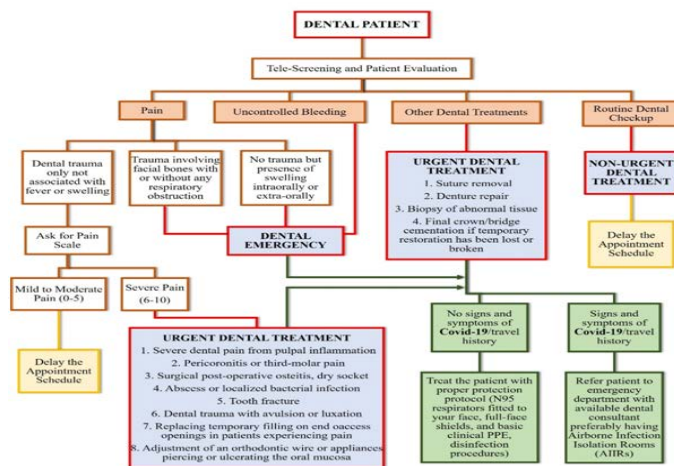 DENTAL PATIENT
Tele-Screening and Patient Evaluation
Pain
Uncontrolled Bleeding
Other Dental Treatments
Routine Dental
Checkup
Dental trauma
only not
associated with
fever or swelling
Trauma involving
facial bones with
or without any
respiratory
obstruction
No trauma but
presence of
swelling
intraorally or
extra-orally
URGENT DENTAL
TREATMENT
1. Suture removal
2. Denture repair
3. Biopsy of abnormal tissue
4. Final crown/bridge
cementation if temporary
restoration has been lost or
broken
NON-URGENT
DENTAL
TREATMENT
Ask for Pain
Scale
DENTAL
EMERGENCY
Delay the
Appointment
Schedule
Mild to Moderate
Pain (0-5)
Severe Pain
(6-10)
Delay the
Appointment
Schedule
URGENT DENTAL TREATMENT
1. Severe dental pain from pulpal inflammation
2. Pericoronitis or third-molar pain
3. Surgical post-operative osteitis, dry socket
4. Abscess or localized bacterial infection
5. Tooth fracture
6. Dental trauma with avulsion or luxation
7. Replacing temporary filling on end oaccess
openings in patients experiencing pain
8. Adjustment of an orthodontic wire or appliances
piercing or ulcerating the oral mucosa
No signs and
symptoms of
Covid-19/travel
history
Signs and
symptoms of
Covid-19/travel
history
Treat the patient with
proper protection
protocol (N95
respirators fitted to
your face, full-face
shields, and basic
clinical PPE,
disinfection
procedures)
Refer patient to
emergency
department with
available dental
consultant
preferably having
Airborne Infection
Isolation Rooms
(AIIRs)